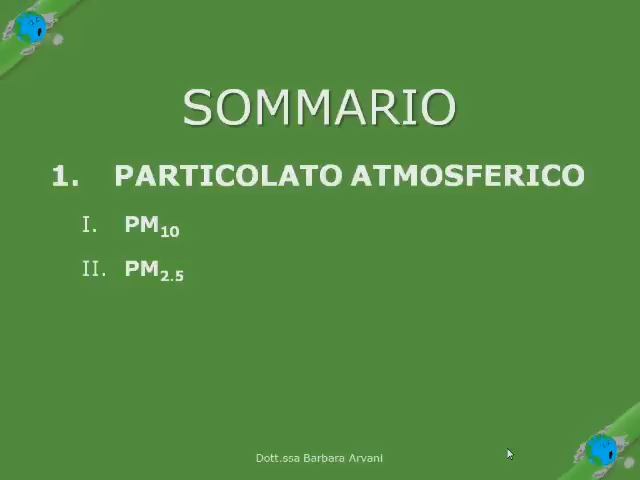 SOMMARIO
1. PARTICOLATO ATMOSFERICO
I. PM10
II. PM2.5
Dott.ssa Barbara Arvani